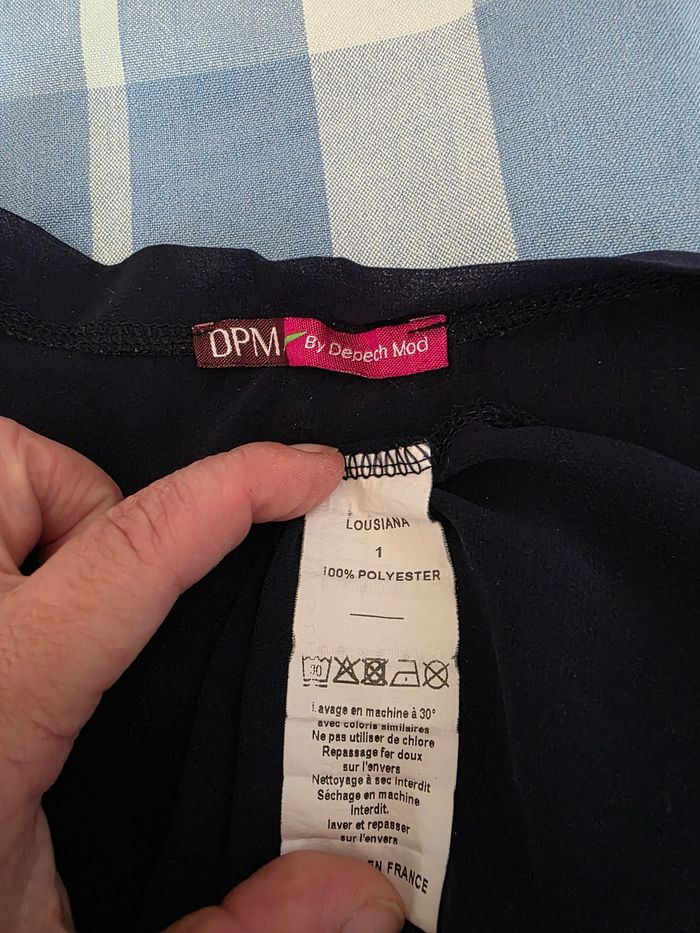 OPM By Depech Mod
LOUSIANA
1
100% POLYESTER
30
Lavage en machine à 30°
avec coloris similaires
Ne pas utiliser de chlore
Repassage fer doux
sur l'envers
Nettoyage à sec interdit
Séchage en machine
Interdit.
laver et repasser
sur l'envers
EN FRANCE